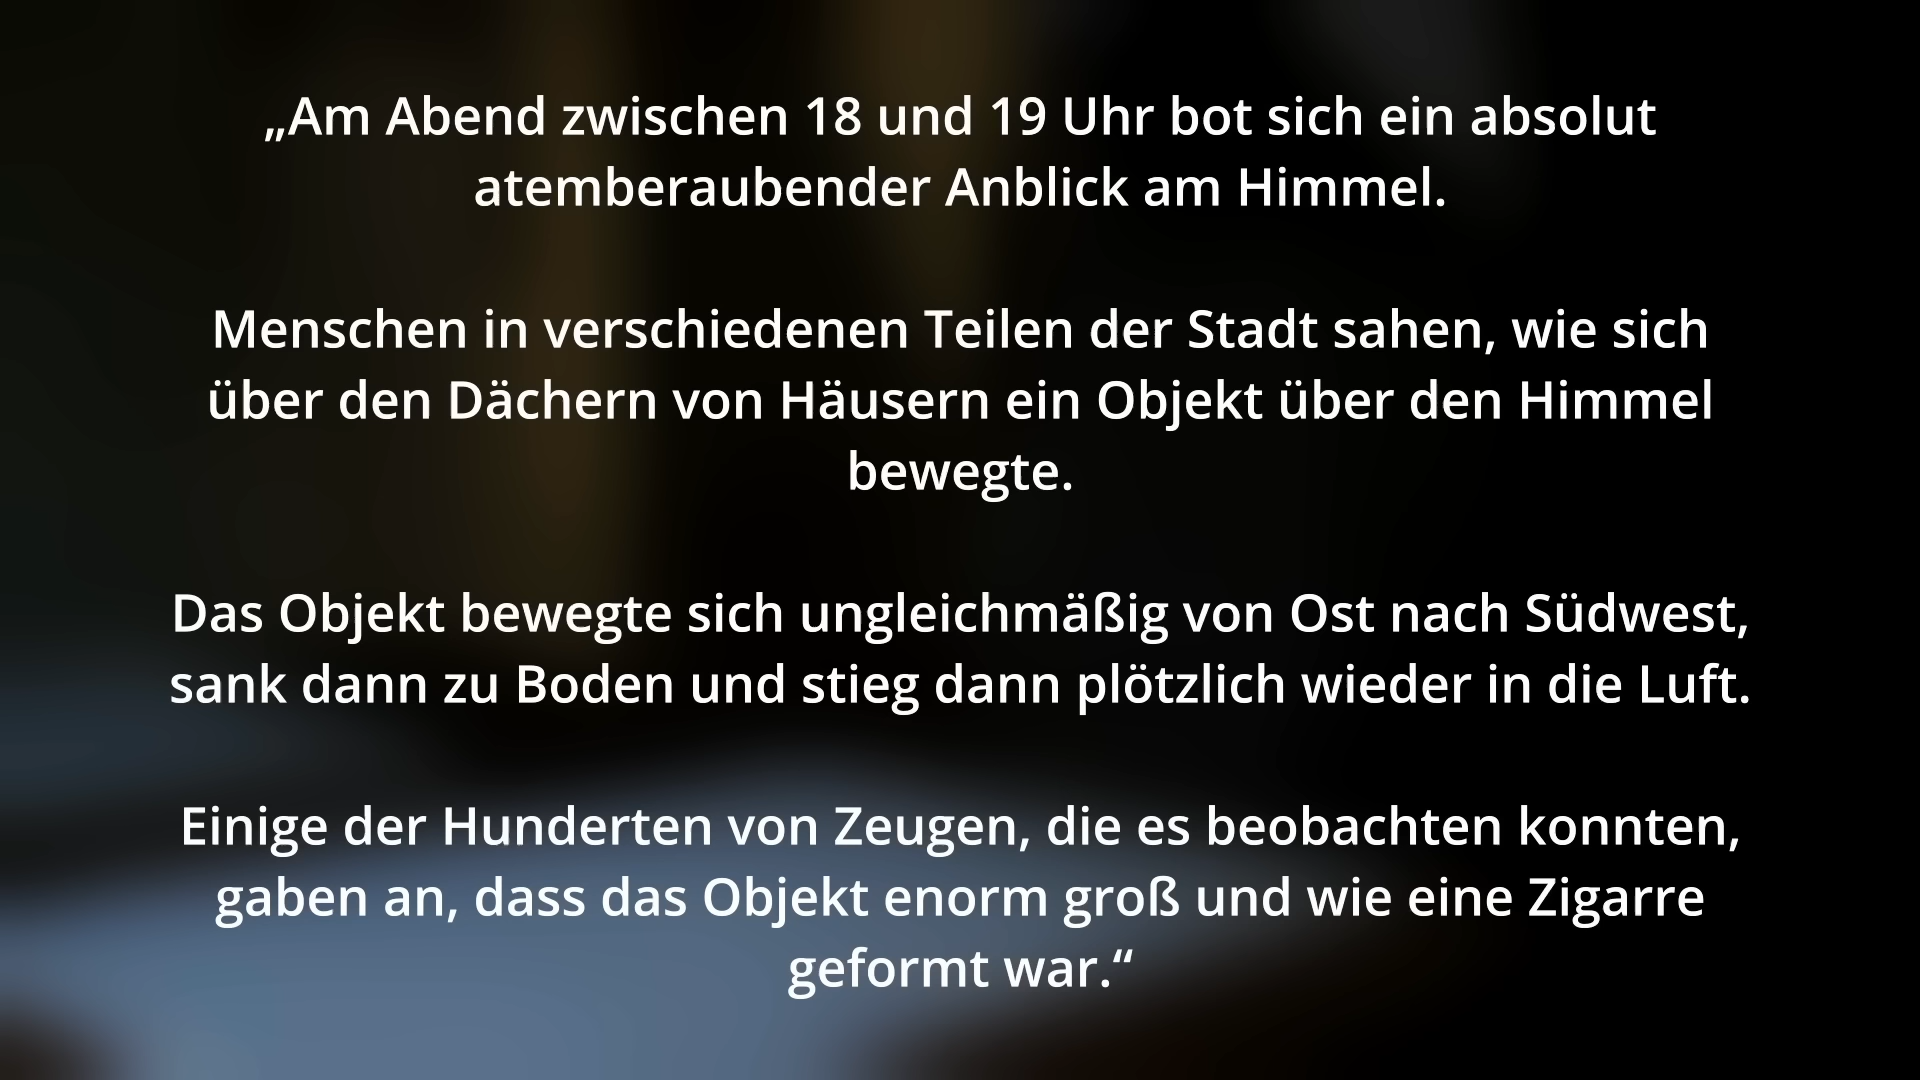 „Am Abend zwischen 18 und 19 Uhr bot sich ein absolut
atemberaubender Anblick am Himmel.
Menschen in verschiedenen Teilen der Stadt sahen, wie sich
über den Dächern von Häusern ein Objekt über den Himmel
bewegte.
Das Objekt bewegte sich ungleichmäßig von Ost nach Südwest,
sank dann zu Boden und stieg dann plötzlich wieder in die Luft.
Einige der Hunderten von Zeugen, die es beobachten konnten,
gaben an, dass das Objekt enorm groß und wie eine Zigarre
geformt war.“